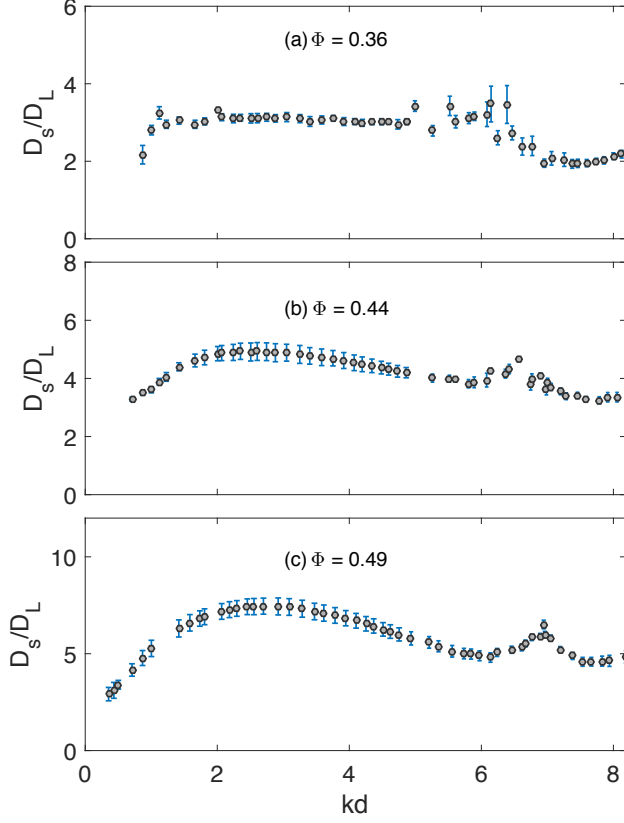 6
(a) Φ = 0.36
4
D_s/D_L
2
0
8
(b) Φ = 0.44
6
D_s/D_L
4
2
0
(c) Φ = 0.49
10
D_s/D_L
5
0
0 2 4 6 8
kd